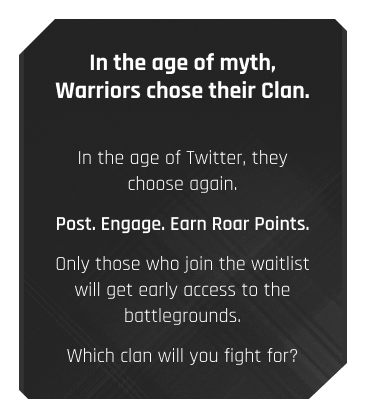 In the age of myth,
Warriors chose their Clan.
In the age of Twitter, they
choose again.
Post. Engage. Earn Roar Points.
Only those who join the waitlist
will get early access to the
battlegrounds.
Which clan will you fight for?